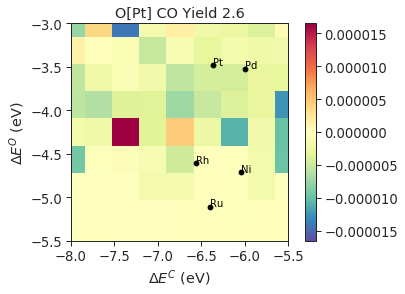 O[Pt] CO Yield 2.6
−3.0
−3.5
−4.0
−4.5
−5.0
−5.5
ΔE^O (eV)
Pt
Pd
Rh
Ni
Ru
−8.0 −7.5 −7.0 −6.5 −6.0 −5.5
ΔE^C (eV)
0.000015
0.000010
0.000005
0.000000
−0.000005
−0.000010
−0.000015